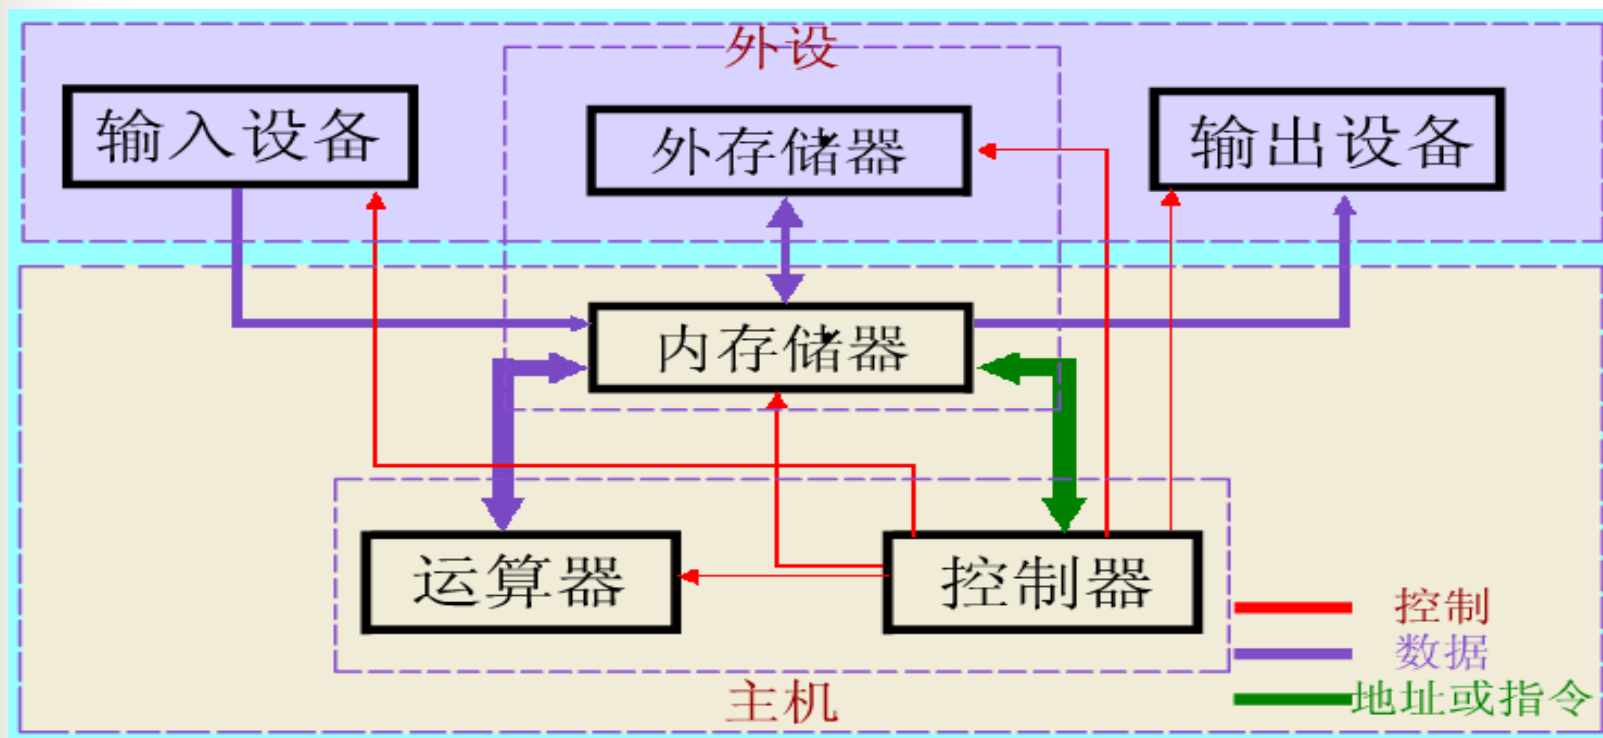 外设
输入设备
外存储器
输出设备
内存储器
运算器
控制器
控制
数据
地址或指令
主机